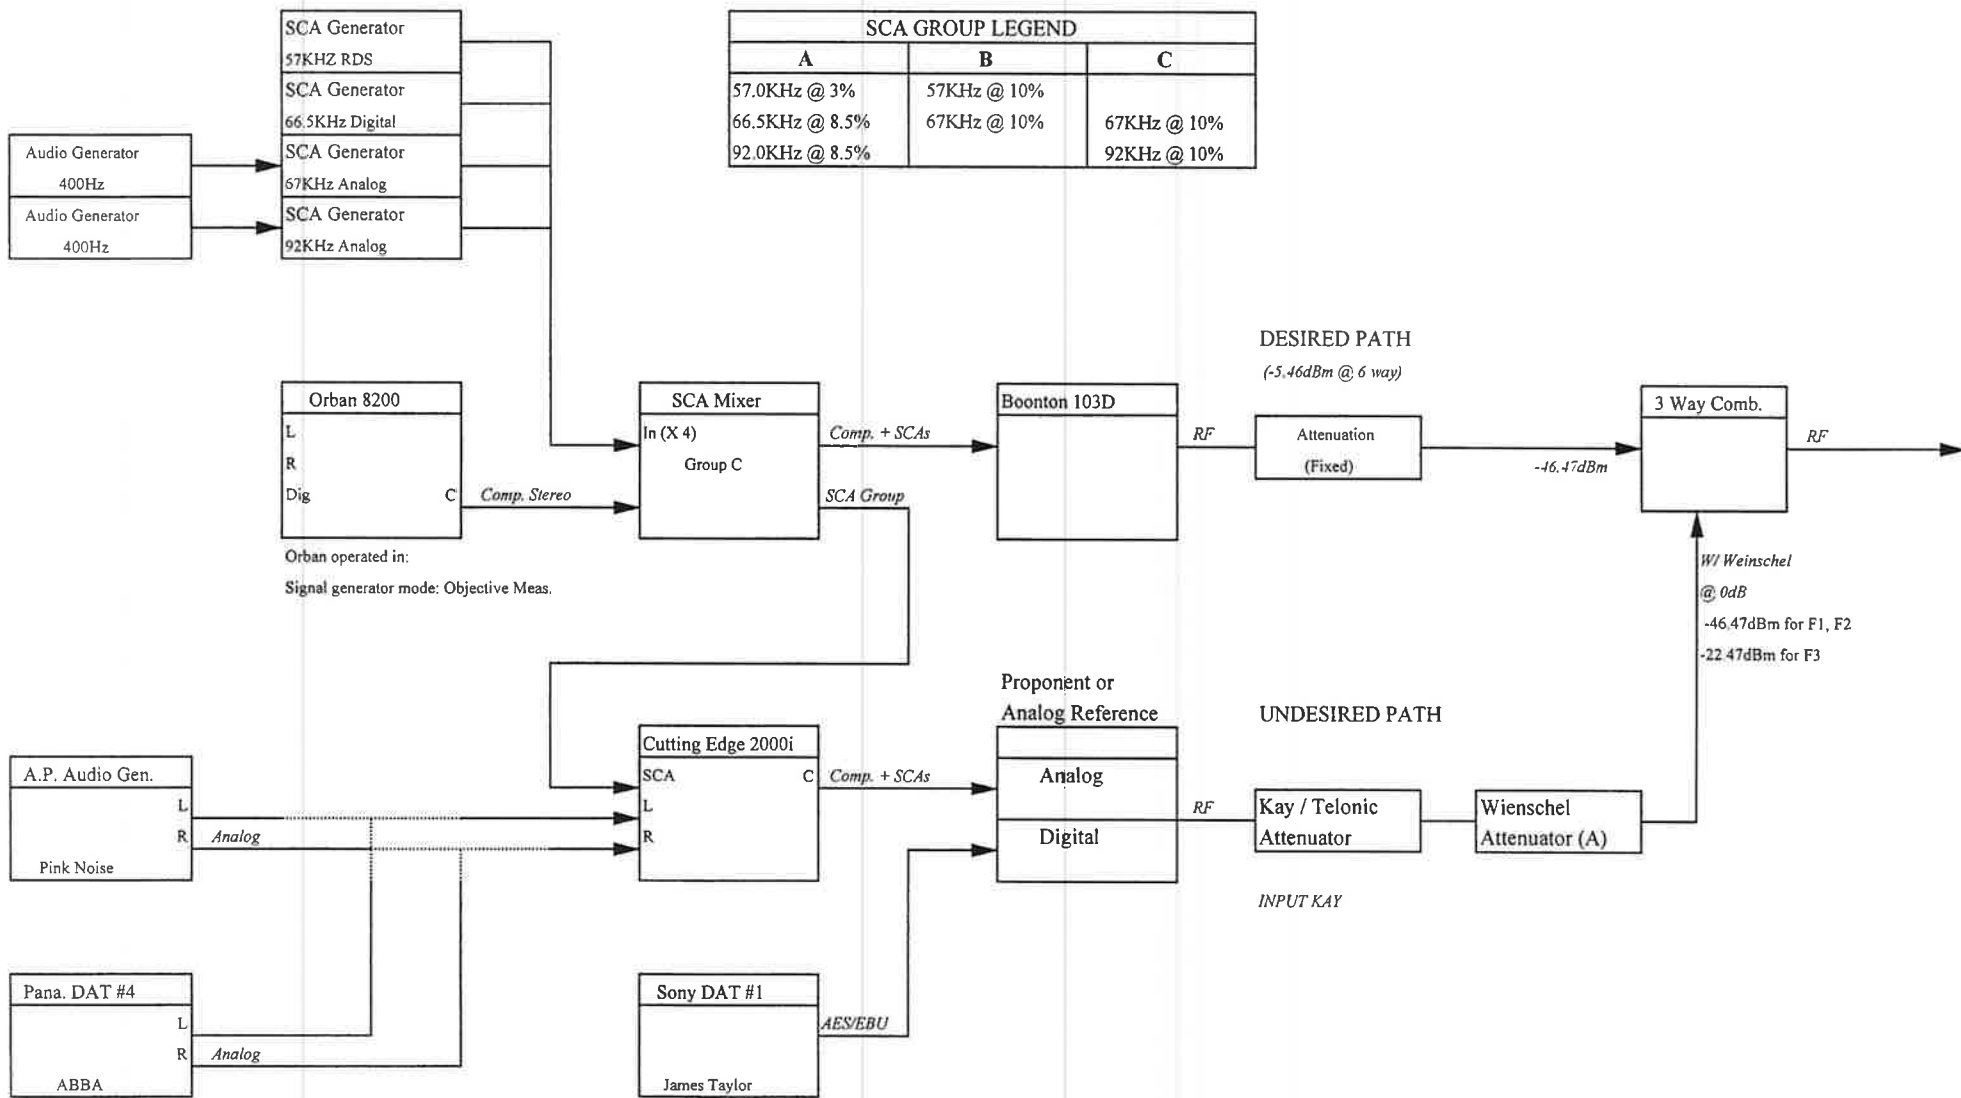 SCA Generator
57KHZ RDS
SCA Generator
66.5KHz Digital
SCA Generator
67KHz Analog
SCA Generator
92KHz Analog
Audio Generator
400Hz
Audio Generator
400Hz
SCA GROUP LEGEND
A B C
57.0KHz @ 3% 57KHz @ 10%
66.5KHz @ 8.5% 67KHz @ 10% 67KHz @ 10%
92.0KHz @ 8.5% 92KHz @ 10%
DESIRED PATH
(-5.46dBm @ 6 way)
Orban 8200
L
R
Dig C
Comp. Stereo
Orban operated in:
Signal generator mode: Objective Meas.
SCA Mixer
In (X 4)
Group C
Comp. + SCAs
SCA Group
Boonton 103D
RF
Attenuation
(Fixed)
-46.47dBm
3 Way Comb.
RF
W/ Weinschel
@ 0dB
-46.47dBm for F1, F2
-22.47dBm for F3
Proponent or
Analog Reference
UNDESIRED PATH
A.P. Audio Gen.
L
R
Analog
Pink Noise
Cutting Edge 2000i
SCA C
L
R
Comp. + SCAs
Analog
Digital
RF
Kay / Telonic
Attenuator
Wienschel
Attenuator (A)
INPUT KAY
Pana. DAT #4
L
R
Analog
ABBA
Sony DAT #1
AES/EBU
James Taylor